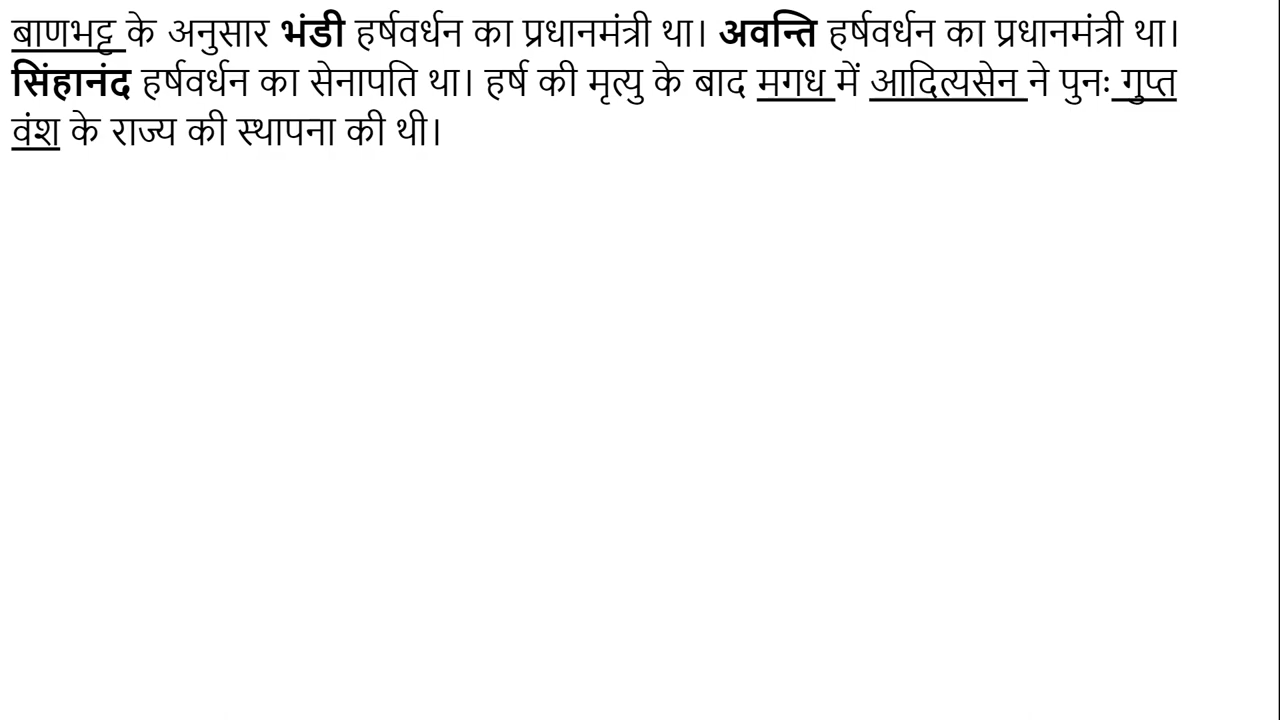 बाणभट्ट के अनुसार भंडी हर्षवर्धन का प्रधानमंत्री था। अवन्ति हर्षवर्धन का प्रधानमंत्री था।
सिंहानंद हर्षवर्धन का सेनापति था। हर्ष की मृत्यु के बाद मगध में आदित्यसेन ने पुनः गुप्त
वंश के राज्य की स्थापना की थी।